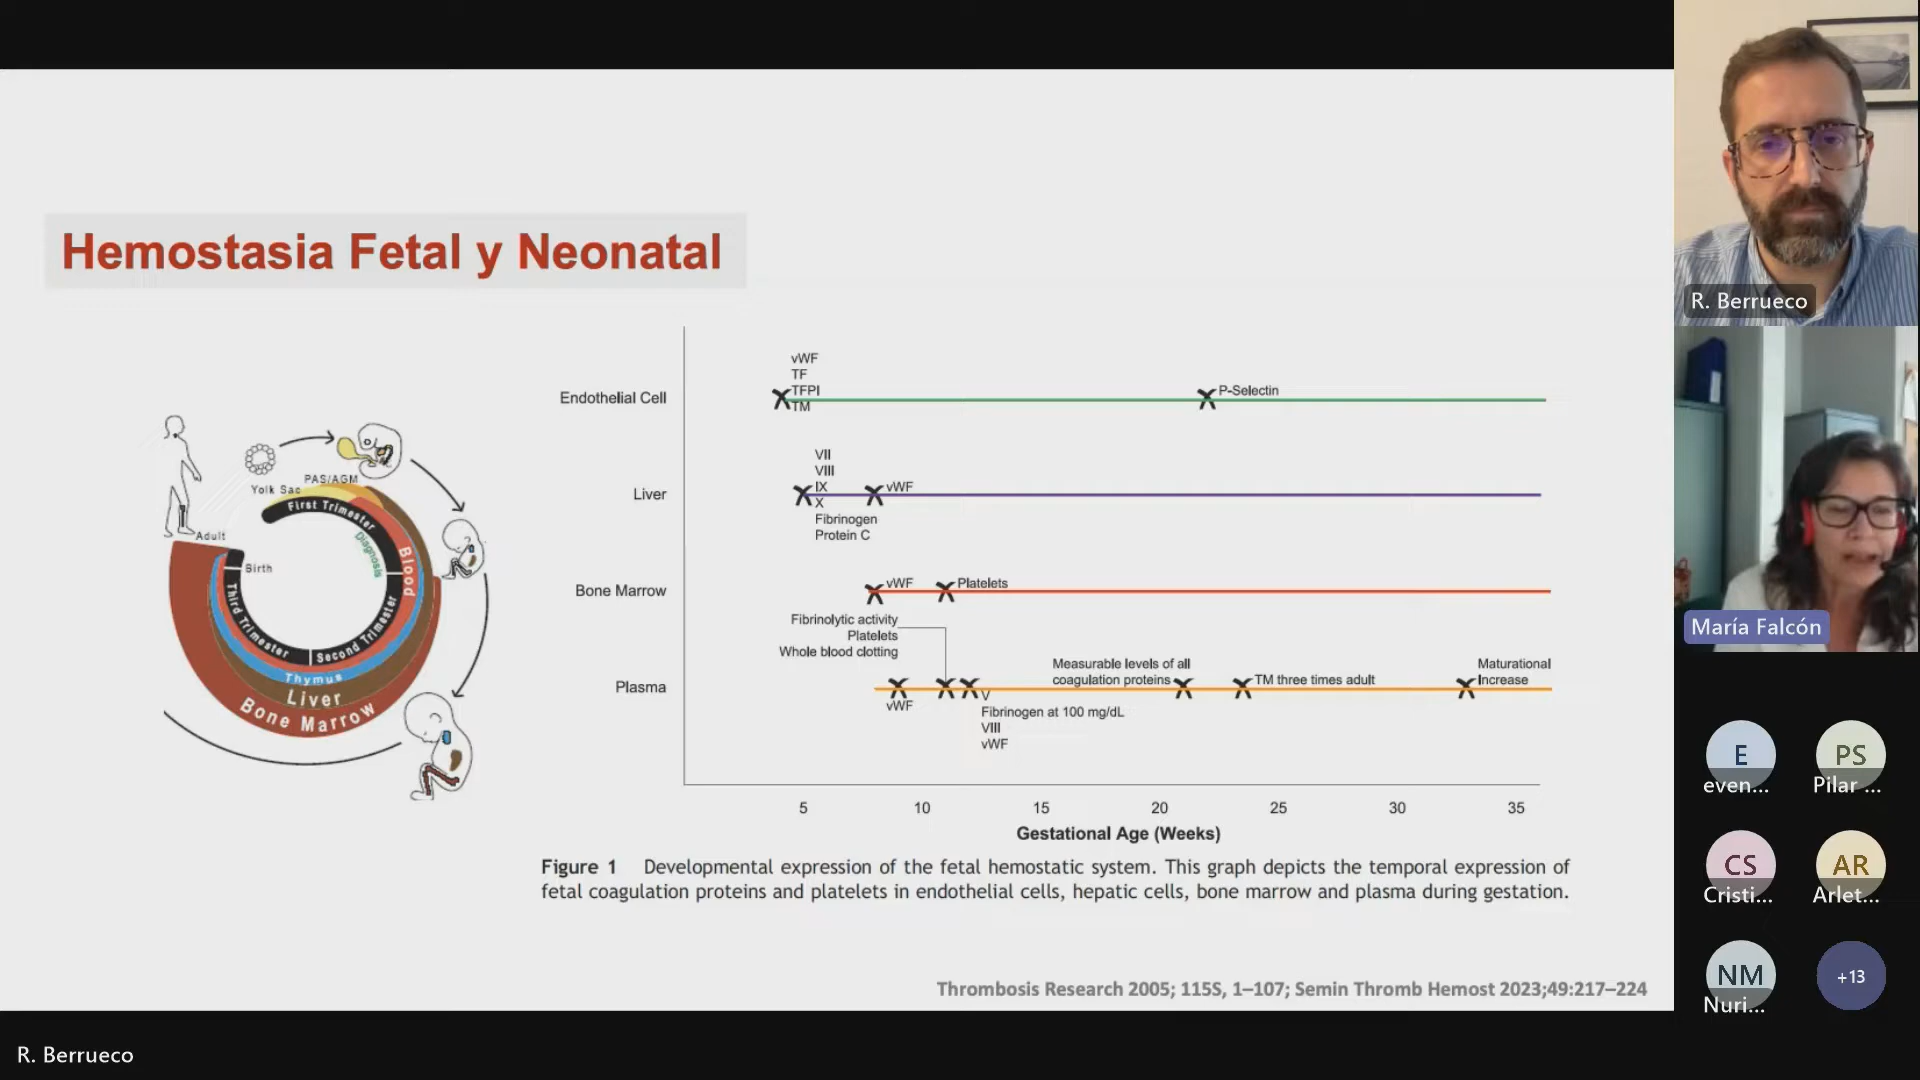 Hemostasia Fetal y Neonatal
Yolk Sac
PAS/AGM
First Trimester
Diagnosis
Blood
Adult
Birth
Third Trimester
Second Trimester
Thymus
Liver
Bone Marrow
Endothelial Cell
vWF
TF
TFPI
TM
P-Selectin
Liver
VII
VIII
IX
X
Fibrinogen
Protein C
vWF
Bone Marrow
vWF
Platelets
Fibrinolytic activity
Platelets
Whole blood clotting
Plasma
vWF
V
Fibrinogen at 100 mg/dL
VIII
vWF
Measurable levels of all
coagulation proteins
TM three times adult
Maturational
Increase
5 10 15 20 25 30 35
Gestational Age (Weeks)
Figure 1 Developmental expression of the fetal hemostatic system. This graph depicts the temporal expression of
fetal coagulation proteins and platelets in endothelial cells, hepatic cells, bone marrow and plasma during gestation.
Thrombosis Research 2005; 115S, 1–107; Semin Thromb Hemost 2023;49:217–224
R. Berrueco
R. Berrueco
María Falcón
E
even...
PS
Pilar ...
CS
Cristi...
AR
Arlet...
NM
Nuri...
+13